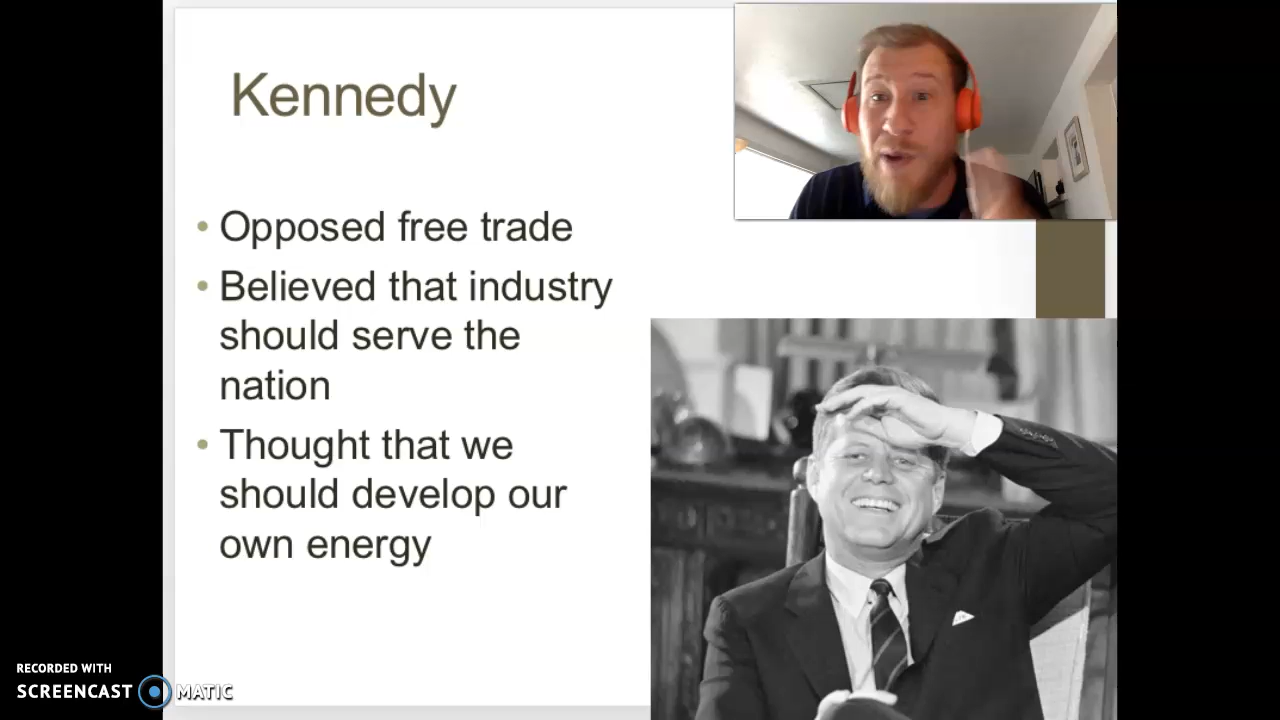 Kennedy
• Opposed free trade
• Believed that industry
should serve the
nation
• Thought that we
should develop our
own energy
RECORDED WITH
SCREENCAST MATIC